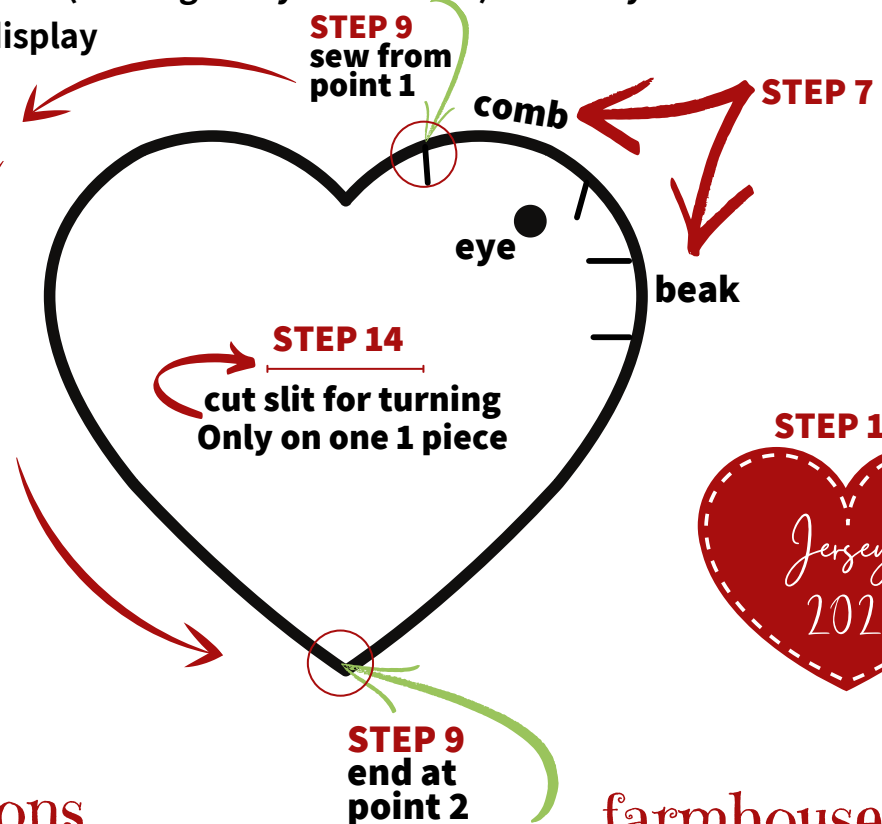 display
STEP 9
sew from
point 1
comb
STEP 7
eye
beak
STEP 14
cut slit for turning
Only on one 1 piece
STEP 1
Jersey
202
STEP 9
end at
point 2
ons
farmhouse